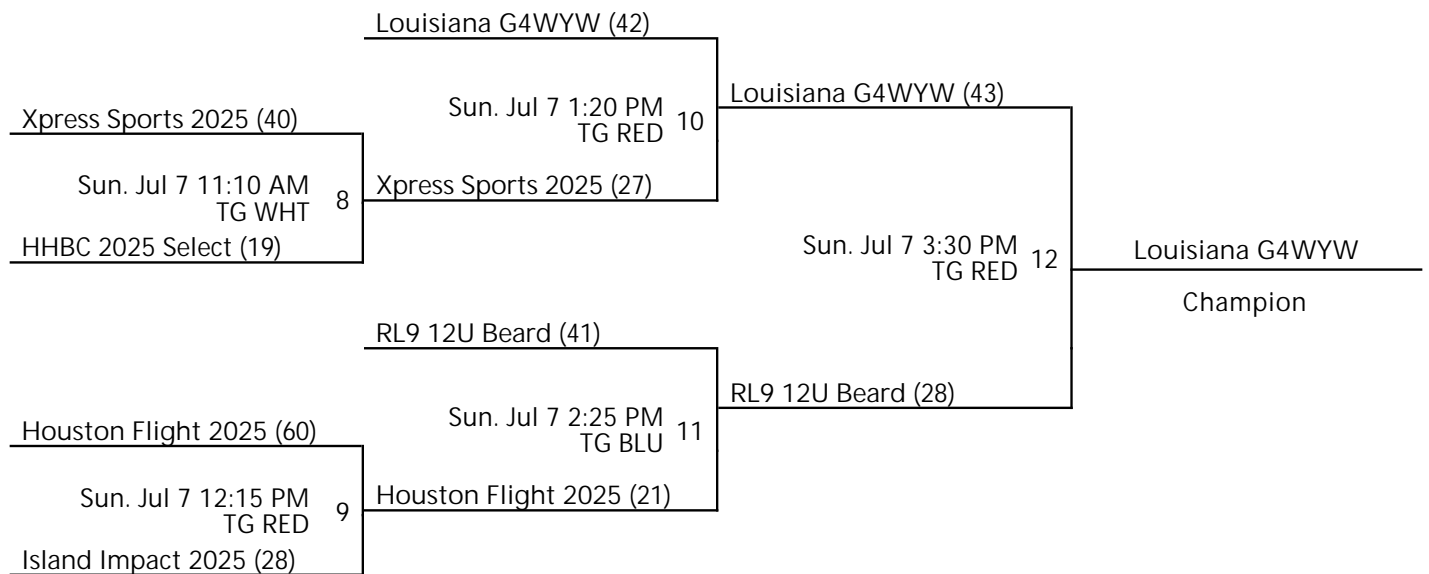 Louisiana G4WYW (42)
Xpress Sports 2025 (40)
Sun. Jul 7 1:20 PM
TG RED
10
Louisiana G4WYW (43)
Sun. Jul 7 11:10 AM
TG WHT
8
Xpress Sports 2025 (27)
HHBC 2025 Select (19)
Sun. Jul 7 3:30 PM
TG RED
12
Louisiana G4WYW
Champion
RL9 12U Beard (41)
Houston Flight 2025 (60)
Sun. Jul 7 2:25 PM
TG BLU
11
RL9 12U Beard (28)
Sun. Jul 7 12:15 PM
TG RED
9
Houston Flight 2025 (21)
Island Impact 2025 (28)